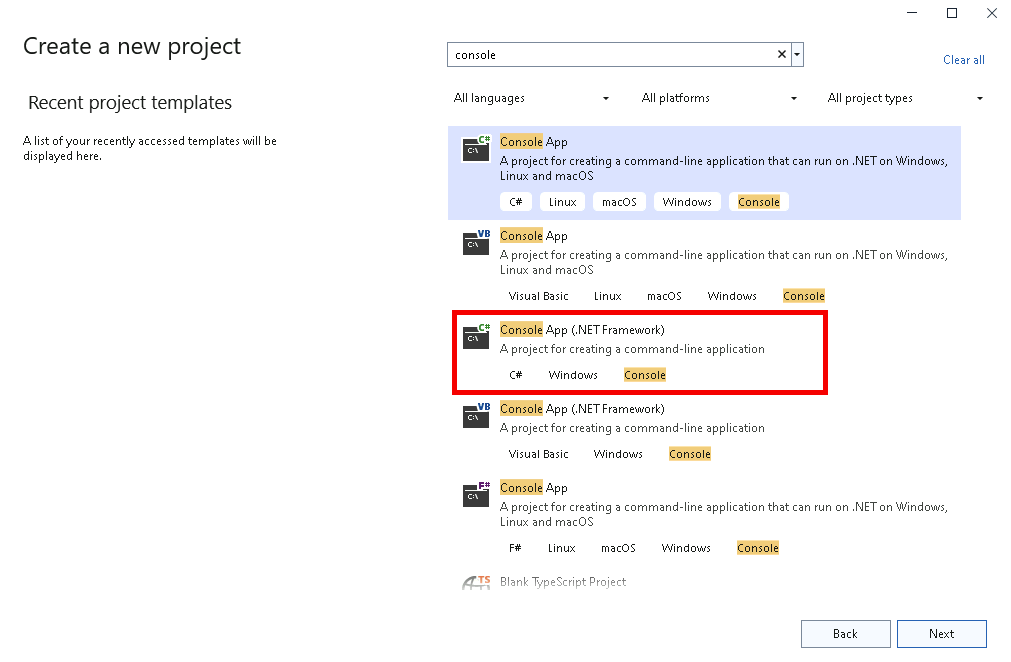 Create a new project
Recent project templates
A list of your recently accessed templates will be
displayed here.
console
Clear all
All languages
All platforms
All project types
C#
C:\
Console App
A project for creating a command-line application that can run on .NET on Windows,
Linux and macOS
C# Linux macOS Windows Console
VB
C:\
Console App
A project for creating a command-line application that can run on .NET on Windows,
Linux and macOS
Visual Basic Linux macOS Windows Console
C#
C:\
Console App (.NET Framework)
A project for creating a command-line application
C# Windows Console
VB
C:\
Console App (.NET Framework)
A project for creating a command-line application
Visual Basic Windows Console
F#
C:\
Console App
A project for creating a command-line application that can run on .NET on Windows,
Linux and macOS
F# Linux macOS Windows Console
TS
Blank TypeScript Project
Back
Next